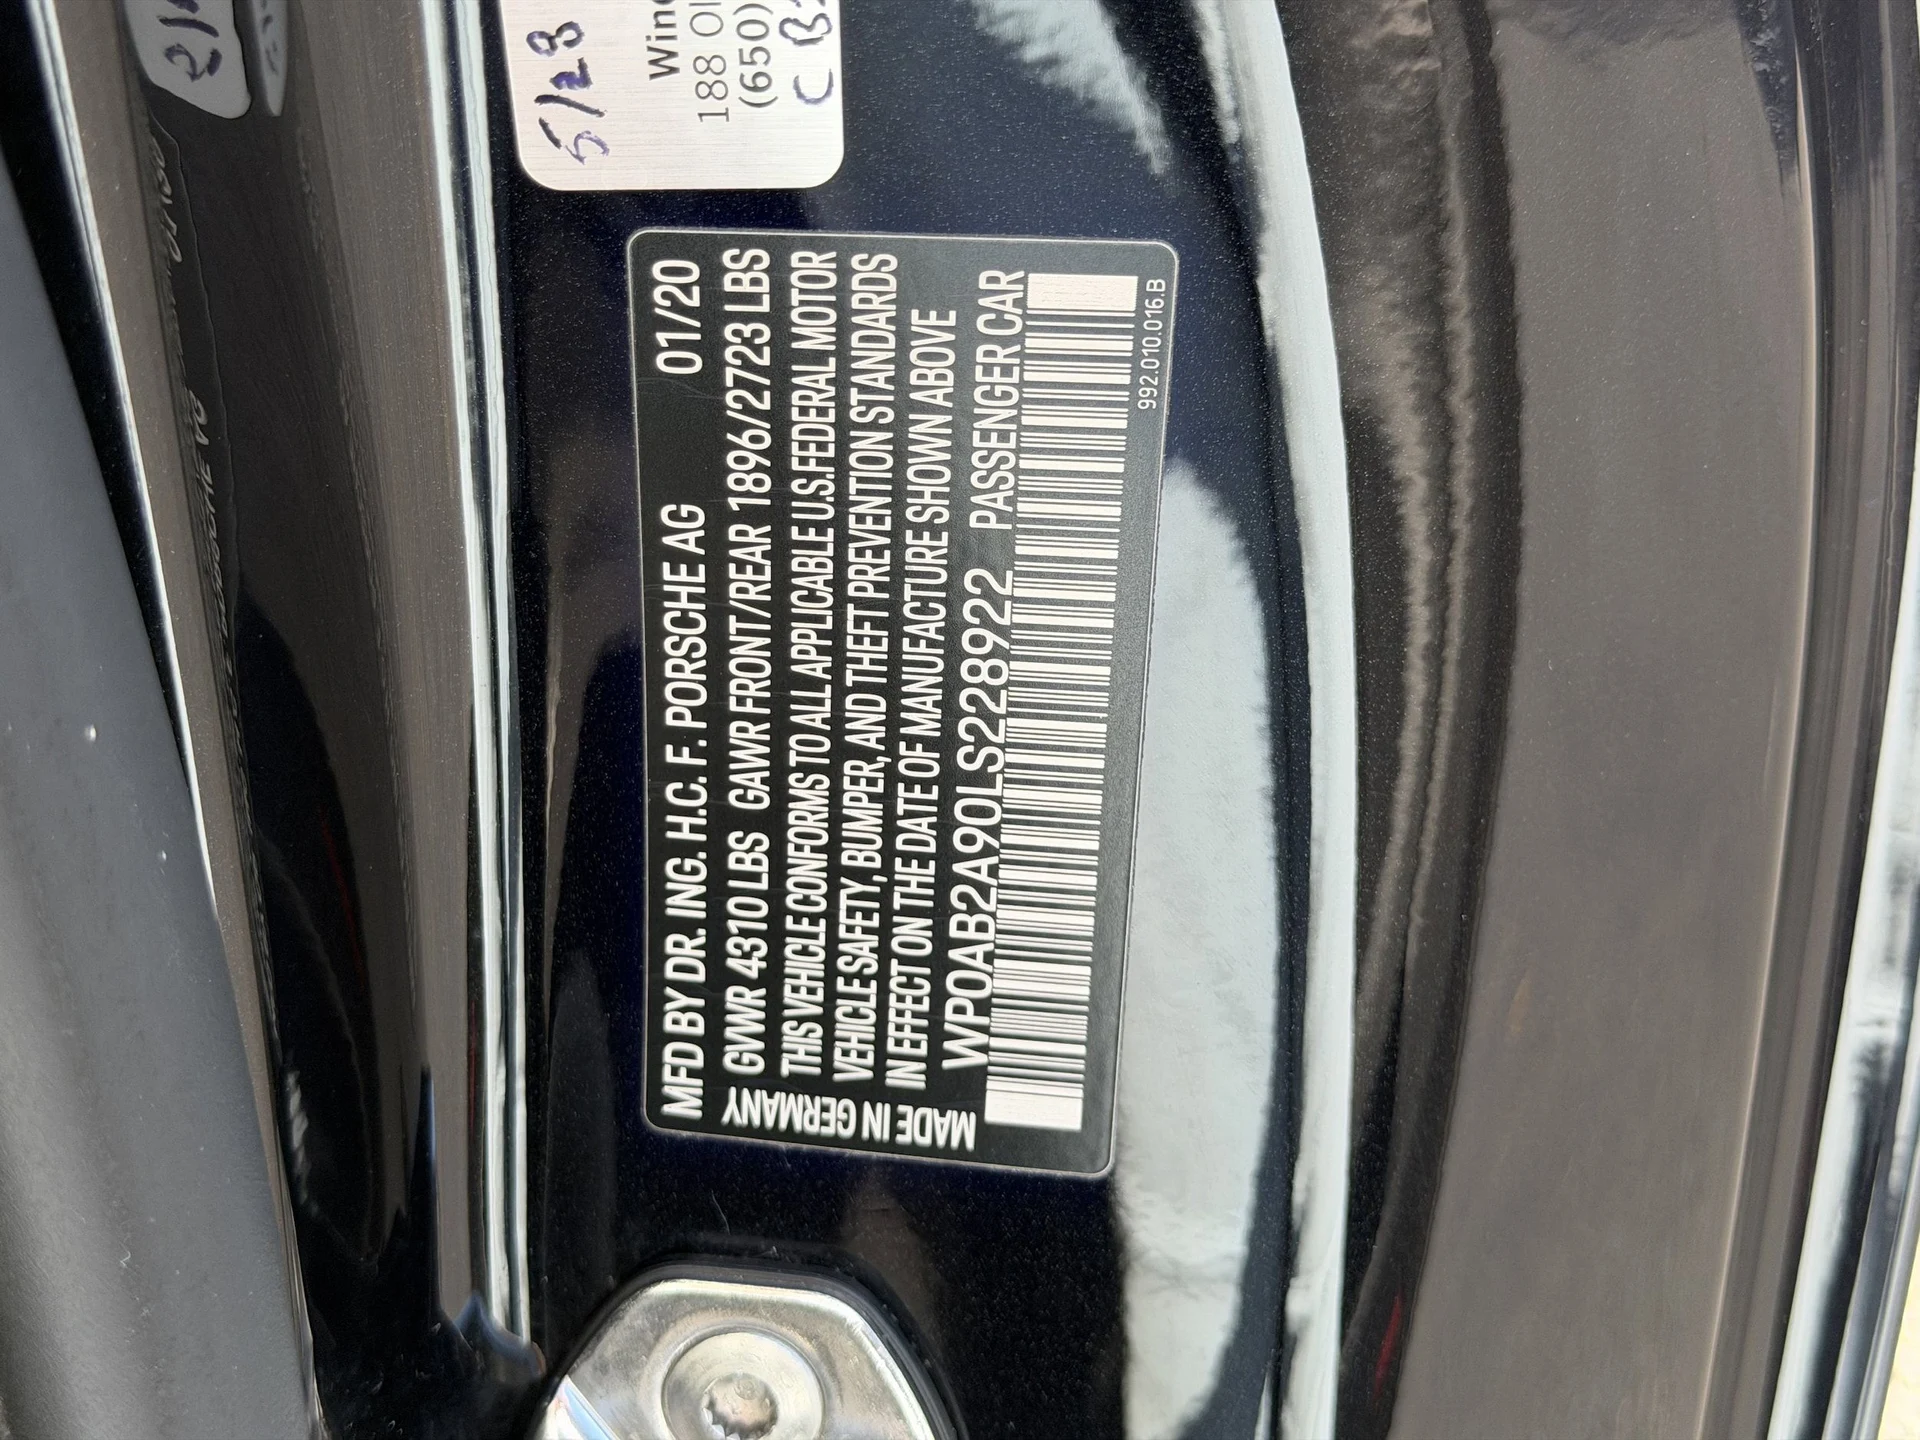 MFD BY DR. ING. H.C. F. PORSCHE AG 01/20
GVWR 4310 LBS GAWR FRONT/REAR 1896/2723 LBS
THIS VEHICLE CONFORMS TO ALL APPLICABLE U.S.FEDERAL MOTOR
VEHICLE SAFETY, BUMPER, AND THEFT PREVENTION STANDARDS
IN EFFECT ON THE DATE OF MANUFACTURE SHOWN ABOVE
WP0AB2A90LS228922 PASSENGER CAR
MADE IN GERMANY
992.010.016.B
5/28
188
(650)